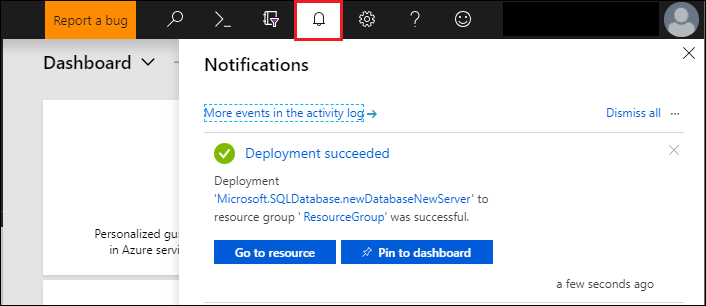 Report a bug
Dashboard
Notifications
More events in the activity log →
Dismiss all ...
Deployment succeeded
Deployment
'Microsoft.SQLDatabase.newDatabaseNewServer' to
resource group ' ResourceGroup' was successful.
Go to resource
Pin to dashboard
a few seconds ago
Personalized gu
in Azure servi